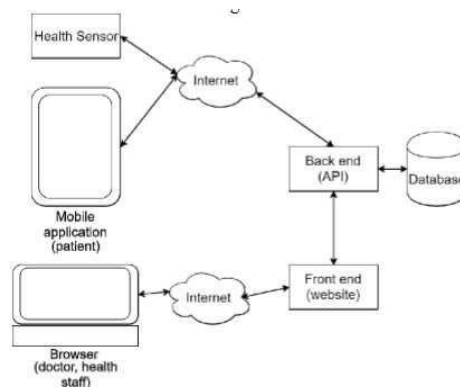 Health Sensor
Internet
Back end
(API)
Database
Mobile
application
(patient)
Internet
Front end
(website)
Browser
(doctor, health
staff)